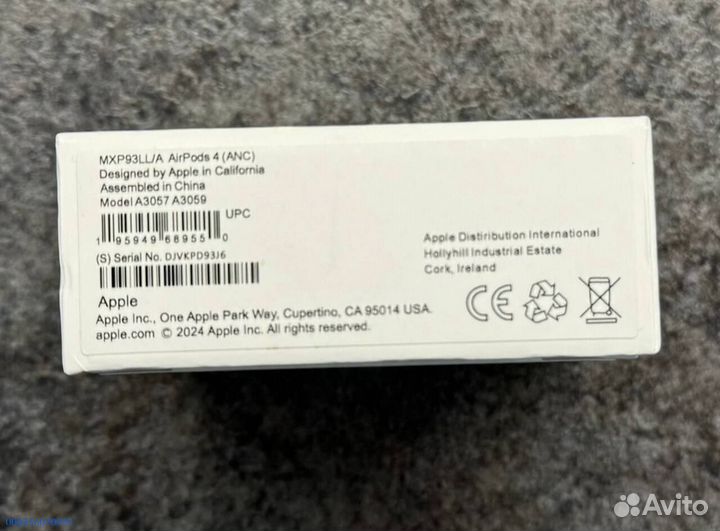 MXP93LL/A AirPods 4 (ANC)
Designed by Apple in California
Assembled in China
Model A3057 A3059
UPC
1 95949 68955 0
(S) Serial No. DJVKPD93J6
Apple Distiribution International
Hollyhill Industrial Estate
Cork, Ireland
Apple
Apple Inc., One Apple Park Way, Cupertino, CA 95014 USA.
apple.com © 2024 Apple Inc. All rights reserved.
CE
Avito